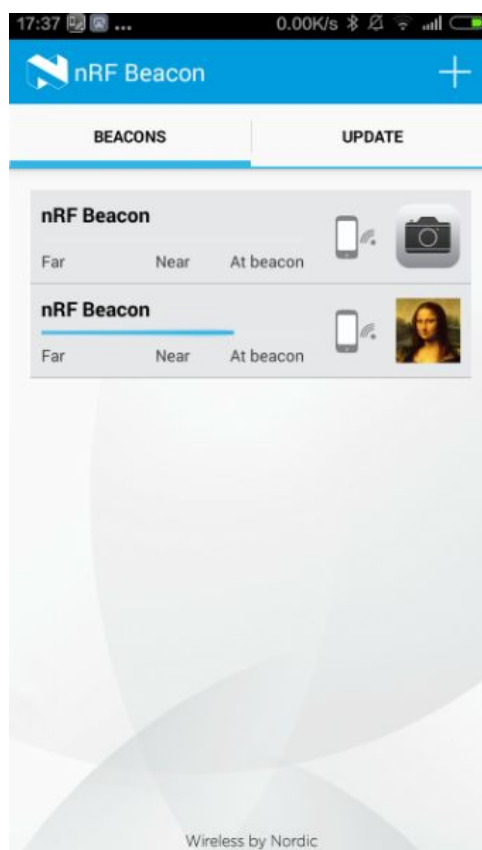 17:37 ... 0.00K/s
nRF Beacon
BEACONS UPDATE
nRF Beacon
Far Near At beacon
nRF Beacon
Far Near At beacon
Wireless by Nordic